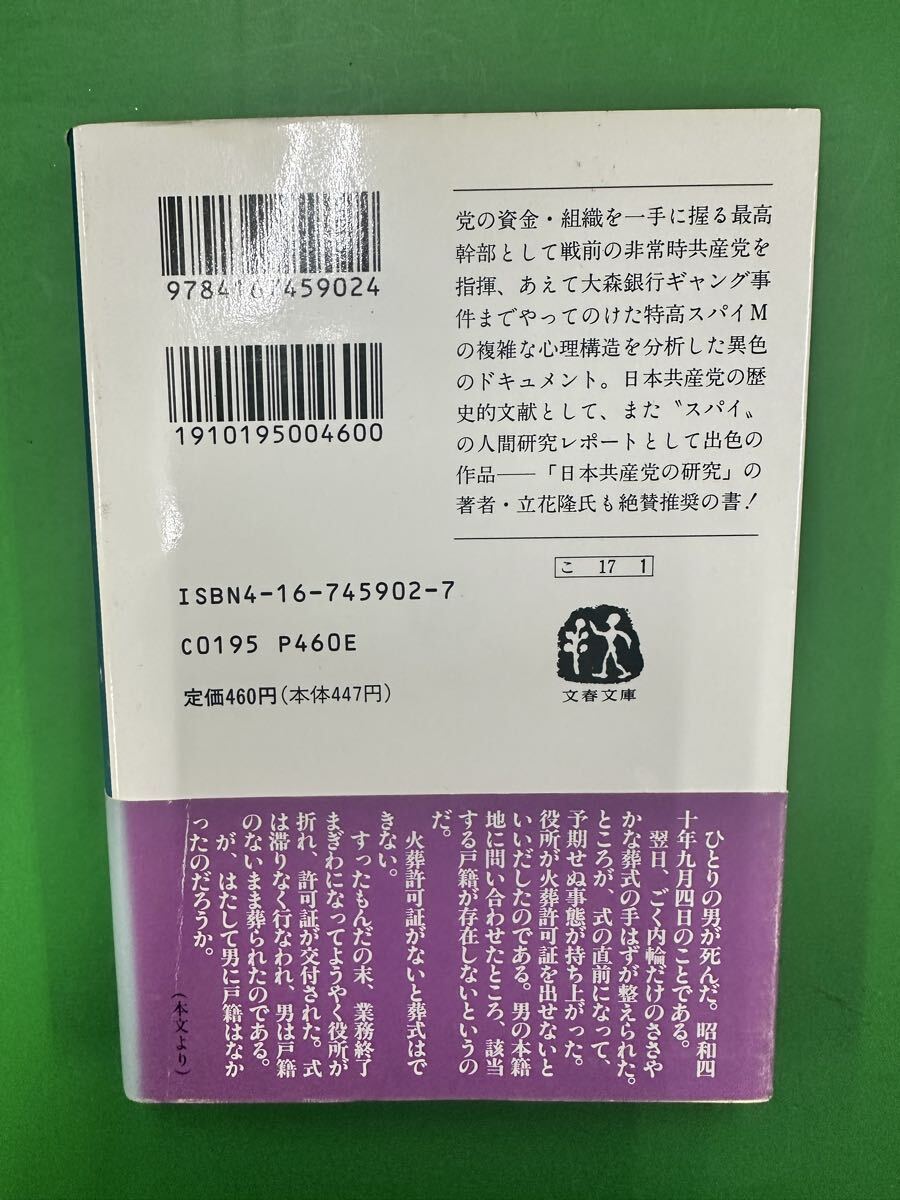 9784167459024
1910195004600
党の資金・組織を一手に握る最高
幹部として戦前の非常時共産党を
指揮、あえて大森銀行ギャング事
件までやってのけた特高スパイM
の複雑な心理構造を分析した異色
のドキュメント。日本共産党の歴
史的文献として、また〝スパイ〟
の人間研究レポートとして出色の
作品――「日本共産党の研究」の
著者・立花隆氏も絶賛推奨の書!
こ 17 1
文春文庫
ISBN4-16-745902-7
C0195 P460E
定価460円(本体447円)
ひとりの男が死んだ。昭和四
十年九月四日のことである。
翌日、ごく内輪だけのささや
かな葬式の手はずが整えられた。
ところが、式の直前になって、
予期せぬ事態が持ち上がった。
役所が火葬許可証を出せないと
いいだしたのである。男の本籍
地に問い合わせたところ、該当
する戸籍が存在しないというの
だ。
火葬許可証がないと葬式はで
きない。
すったもんだの末、業務終了
まぎわになってようやく役所が
折れ、許可証が交付された。式
は滞りなく行なわれ、男は戸籍
のないまま葬られたのである。
が、はたして男に戸籍はなか
ったのだろうか。
(本文より)